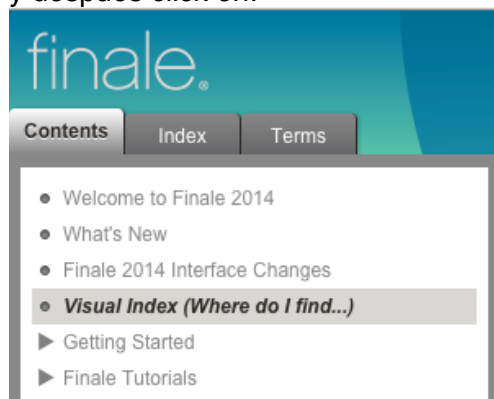 y después click en:
finale®
Contents Index Terms
Welcome to Finale 2014
What's New
Finale 2014 Interface Changes
Visual Index (Where do I find...)
Getting Started
Finale Tutorials